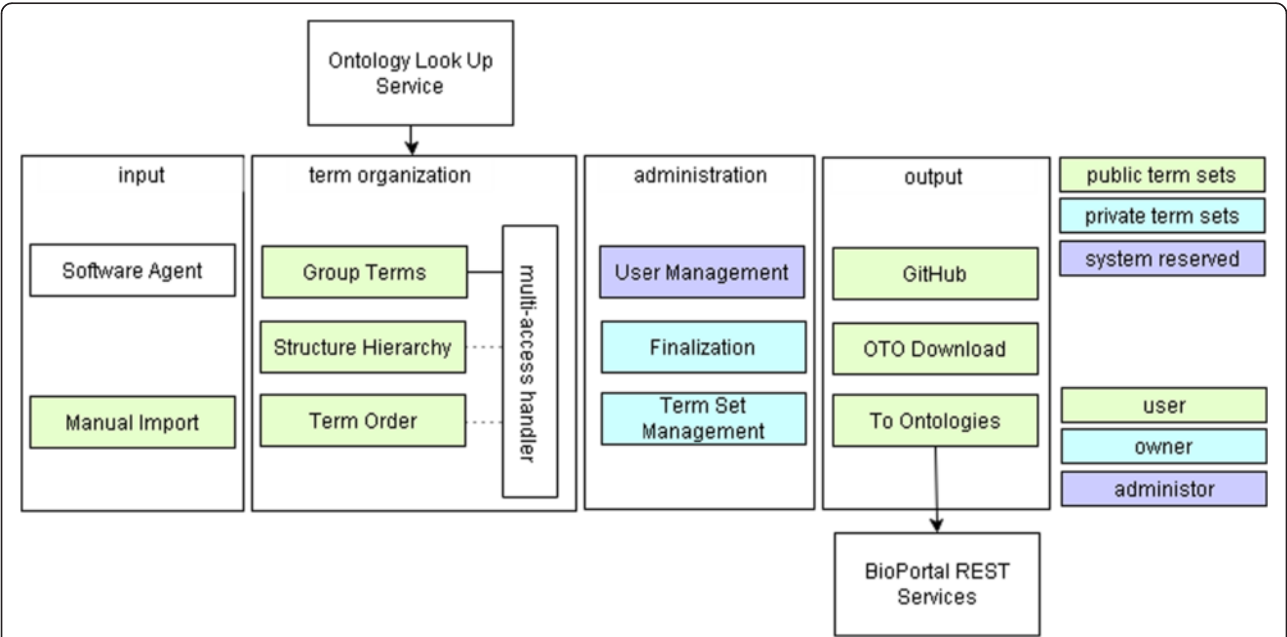 Ontology Look Up
Service
input
Software Agent
Manual Import
term organization
Group Terms
Structure Hierarchy
Term Order
multi-access handler
administration
User Management
Finalization
Term Set
Management
output
GitHub
OTO Download
To Ontologies
BioPortal REST
Services
public term sets
private term sets
system reserved
user
owner
administor